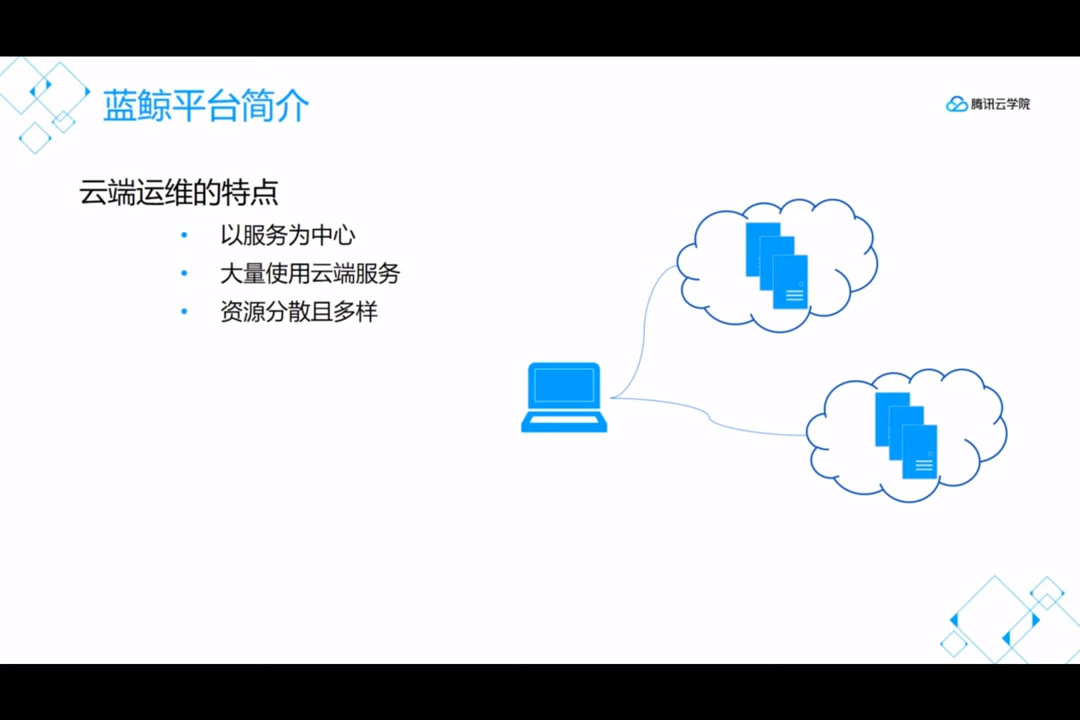 蓝鲸平台简介
腾讯云学院
云端运维的特点
• 以服务为中心
• 大量使用云端服务
• 资源分散且多样